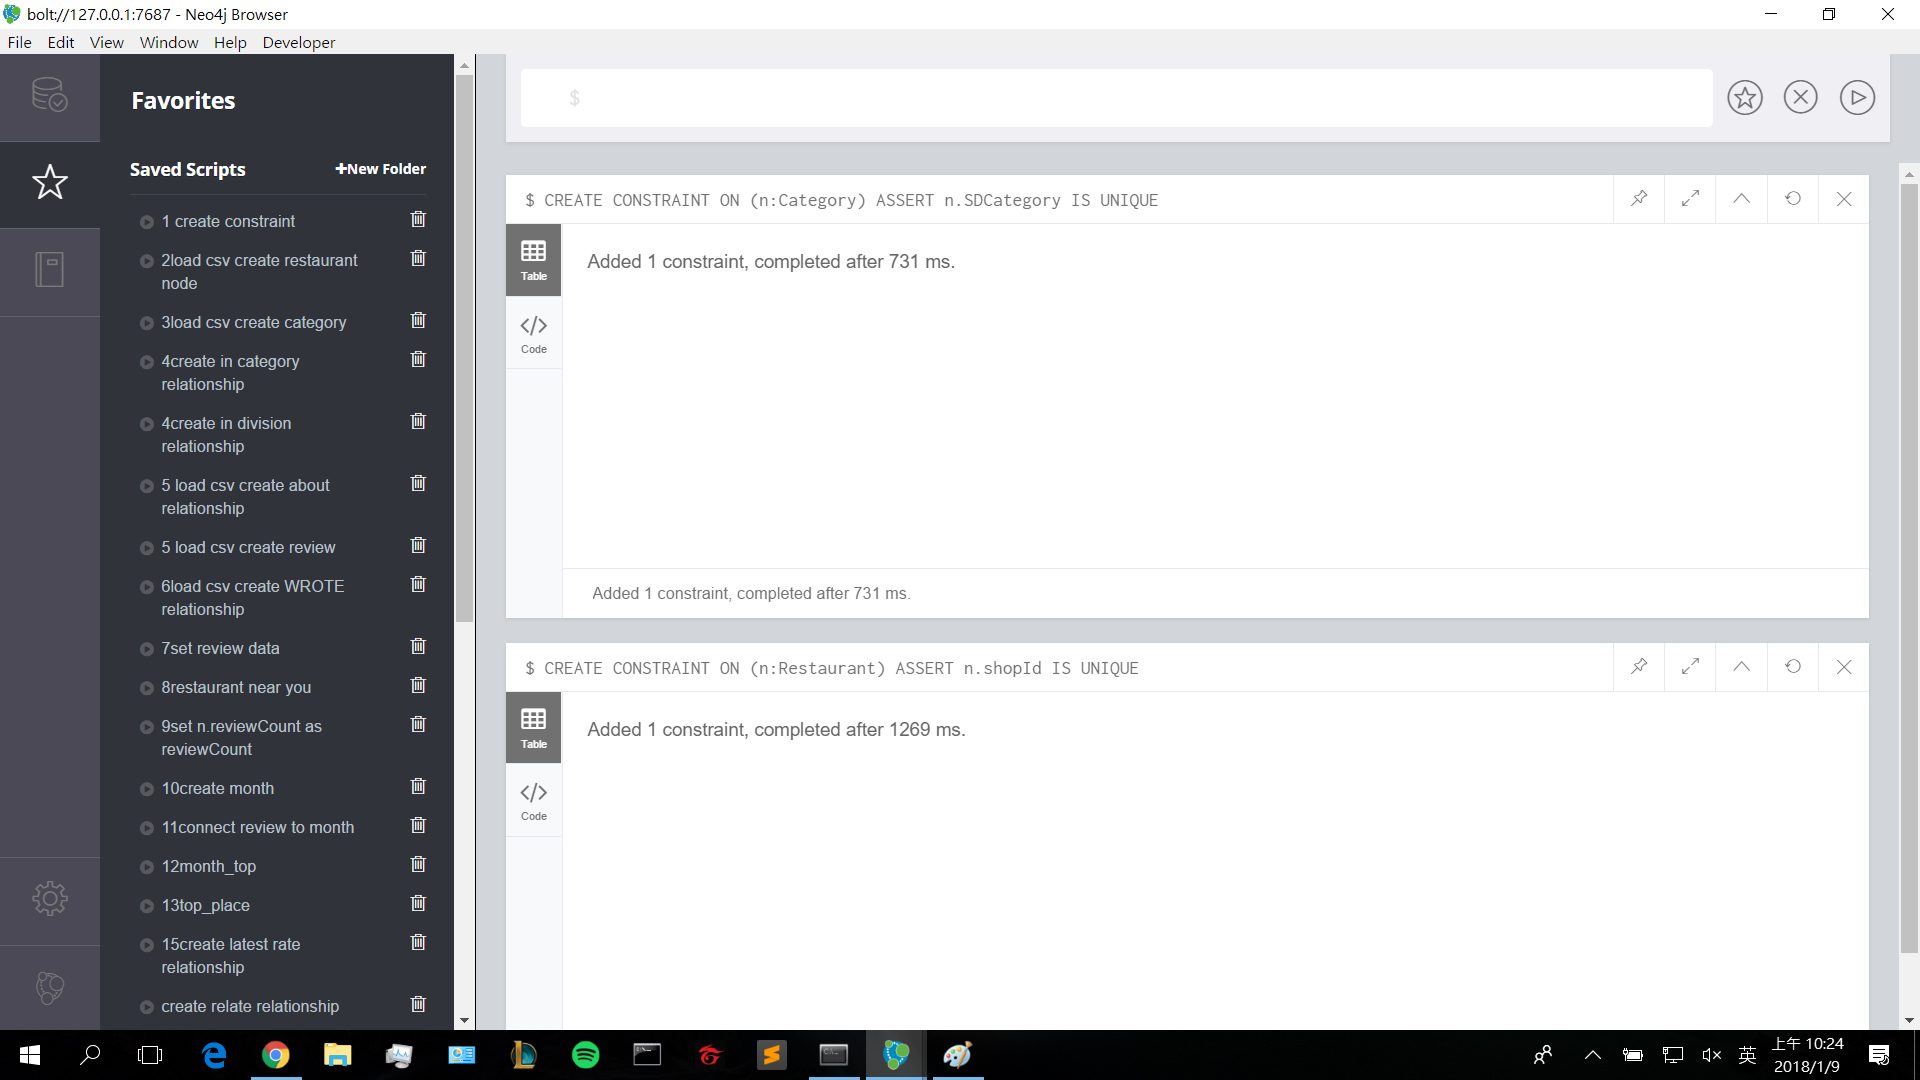 bolt://127.0.0.1:7687 - Neo4j Browser
File Edit View Window Help Developer
Favorites
Saved Scripts
+New Folder
1 create constraint
2load csv create restaurant
node
3load csv create category
4create in category
relationship
4create in division
relationship
5 load csv create about
relationship
5 load csv create review
6load csv create WROTE
relationship
7set review data
8restaurant near you
9set n.reviewCount as
reviewCount
10create month
11connect review to month
12month_top
13top_place
15create latest rate
relationship
create relate relationship
$
$ CREATE CONSTRAINT ON (n:Category) ASSERT n.SDCategory IS UNIQUE
Table
Code
Added 1 constraint, completed after 731 ms.
Added 1 constraint, completed after 731 ms.
$ CREATE CONSTRAINT ON (n:Restaurant) ASSERT n.shopId IS UNIQUE
Table
Code
Added 1 constraint, completed after 1269 ms.
英
上午 10:24
2018/1/9